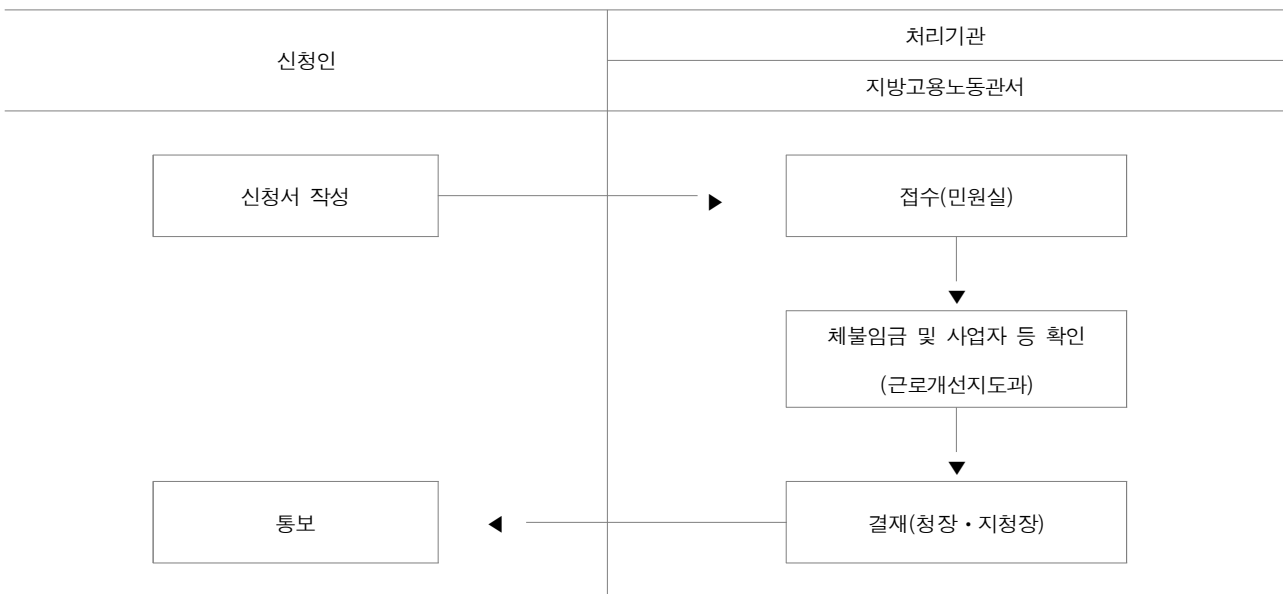 신청인
처리기관
지방고용노동관서
신청서 작성
접수(민원실)
체불임금 및 사업자 등 확인
(근로개선지도과)
통보
결재(청장・지청장)